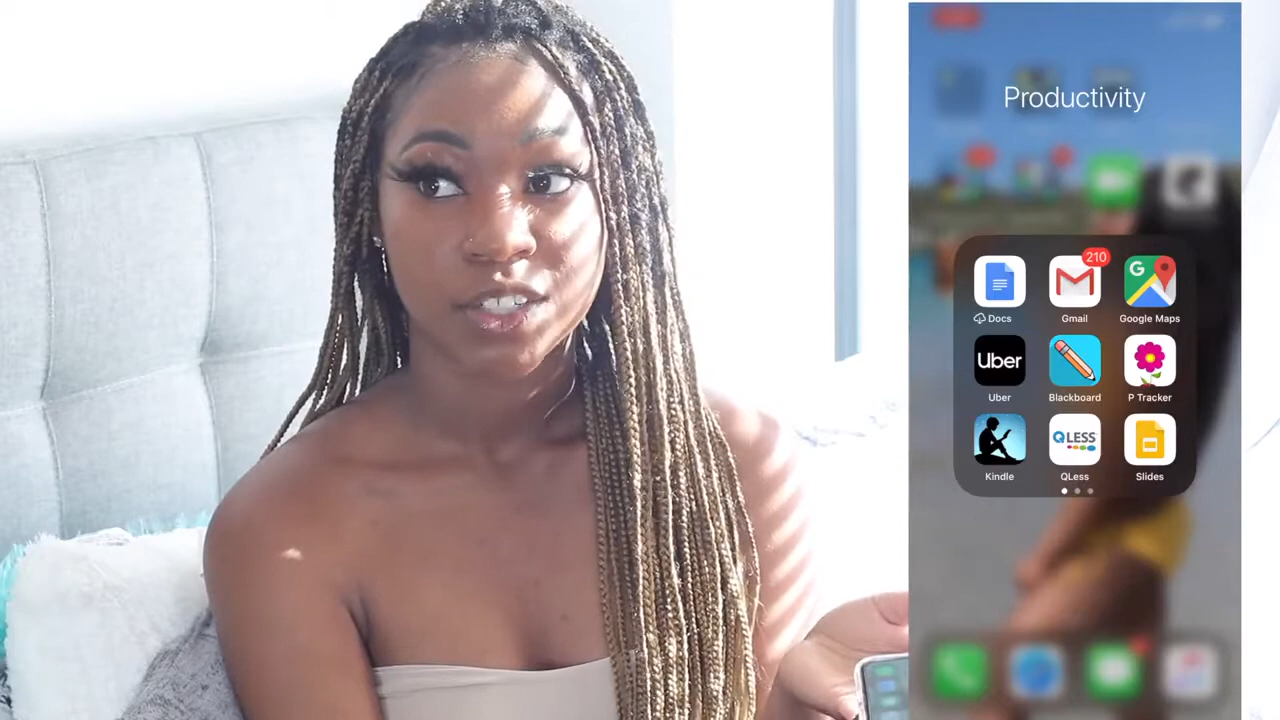 Productivity
210
G
Docs
Gmail
Google Maps
Uber
Uber
Blackboard
P Tracker
QLESS
Kindle
QLess
Slides